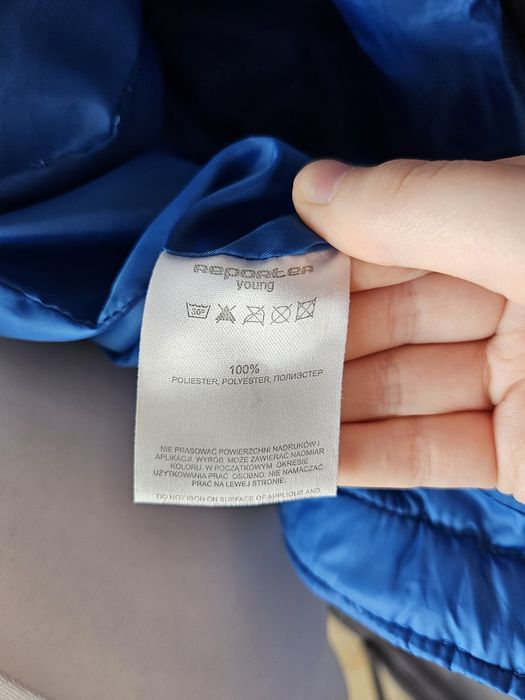 Reporter
young
30°
100%
POLIESTER, POLYESTER, ПОЛИЭСТЕР
NIE PRASOWAĆ POWIERZCHNI NADRUKÓW I
APLIKACJI. WYRÓB MOŻE ZAWIERAĆ NADMIAR
KOLORU. W POCZĄTKOWYM OKRESIE
UŻYTKOWANIA PRAĆ OSOBNO. NIE NAMACZAĆ.
PRAĆ NA LEWEJ STRONIE.
DO NOT IRON ON SURFACE OF APPLIQUE AND